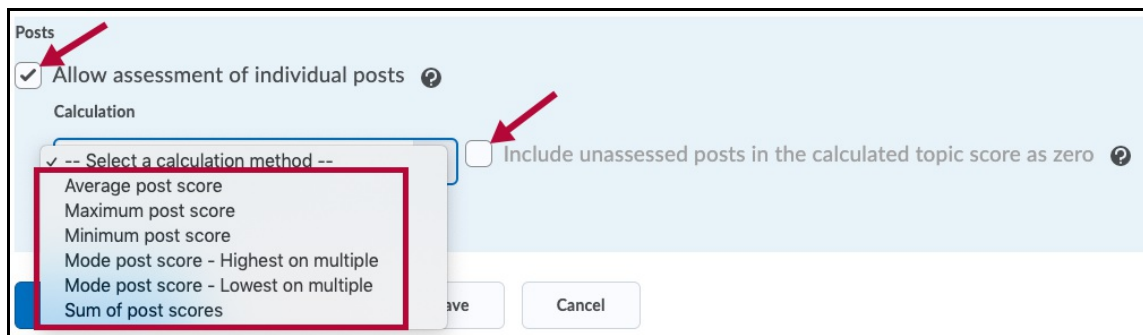 Posts
Allow assessment of individual posts
Calculation
✓ -- Select a calculation method --
Include unassessed posts in the calculated topic score as zero
Average post score
Maximum post score
Minimum post score
Mode post score - Highest on multiple
Mode post score - Lowest on multiple
Sum of post scores
Cancel